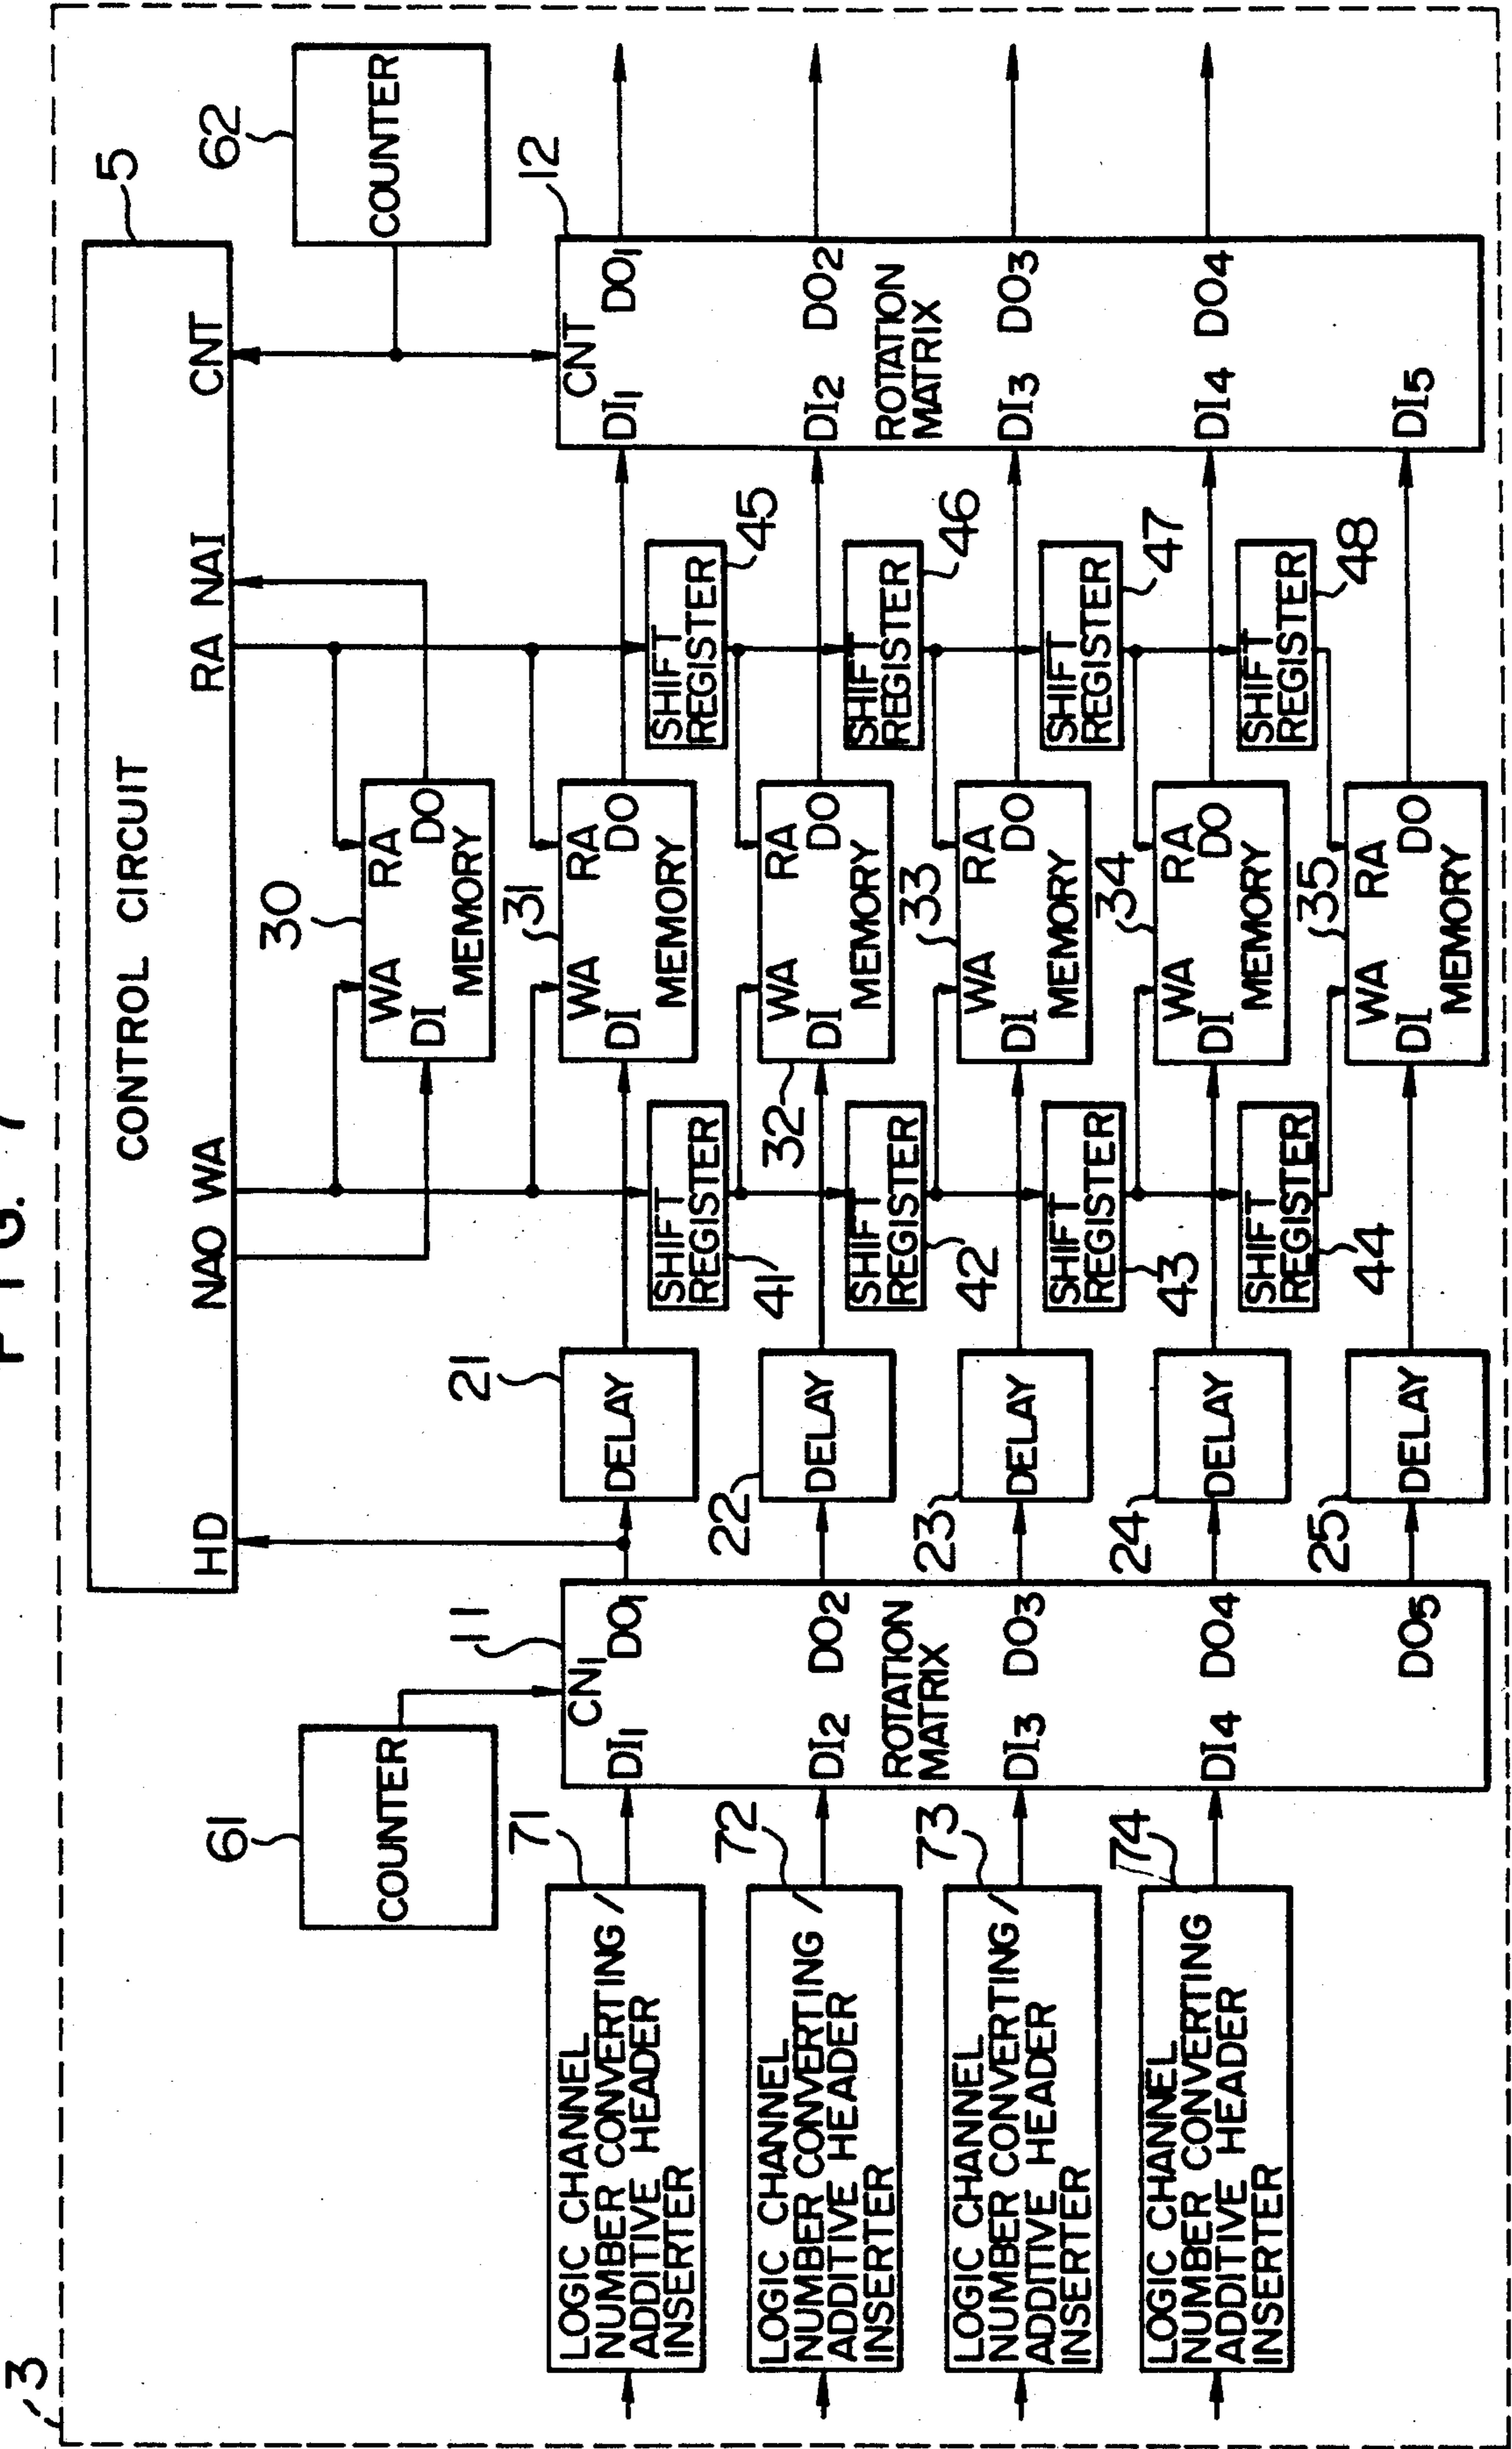 FIG. 7
3
CONTROL CIRCUIT
5
HD
NAO
WA
RA
NAI
CNT
61
COUNTER
62
COUNTER
30
WA
RA
DI
DO
MEMORY
LOGIC CHANNEL
NUMBER CONVERTING/
ADDITIVE HEADER
INSERTER
71
CN1
11
DI1
DO1
21
DELAY
31
WA
RA
DI
DO
MEMORY
CNT
12
DI1
DO1
SHIFT
REGISTER
41
SHIFT
REGISTER
45
LOGIC CHANNEL
NUMBER CONVERTING/
ADDITIVE HEADER
INSERTER
72
DI2
DO2
ROTATION
MATRIX
22
DELAY
32
WA
RA
DI
DO
MEMORY
DI2
DO2
ROTATION
MATRIX
SHIFT
REGISTER
42
SHIFT
REGISTER
46
LOGIC CHANNEL
NUMBER CONVERTING/
ADDITIVE HEADER
INSERTER
73
DI3
DO3
23
DELAY
33
WA
RA
DI
DO
MEMORY
DI3
DO3
SHIFT
REGISTER
43
SHIFT
REGISTER
47
LOGIC CHANNEL
NUMBER CONVERTING
ADDITIVE HEADER
INSERTER
74
DI4
DO4
24
DELAY
34
WA
RA
DI
DO
MEMORY
DI4
DO4
SHIFT
REGISTER
44
SHIFT
REGISTER
48
DO5
25
DELAY
35
WA
RA
DI
DO
MEMORY
DI5